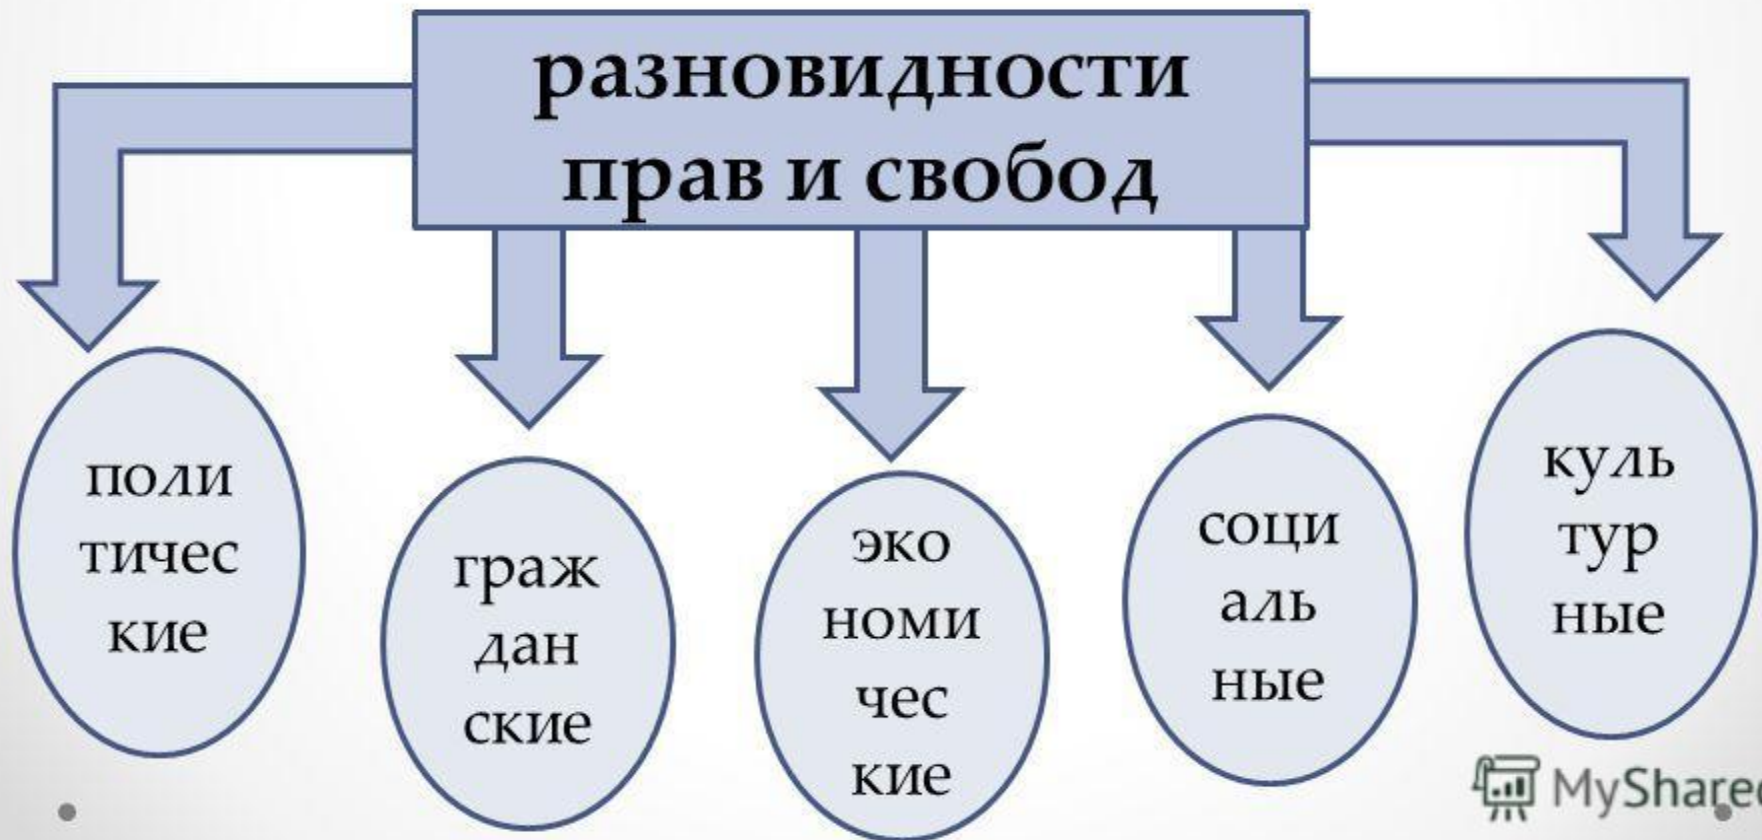 разновидности
прав и свобод
поли
тичес
кие
граж
дан
ские
эко
номи
чес
кие
соци
аль
ные
куль
тур
ные
MyShared